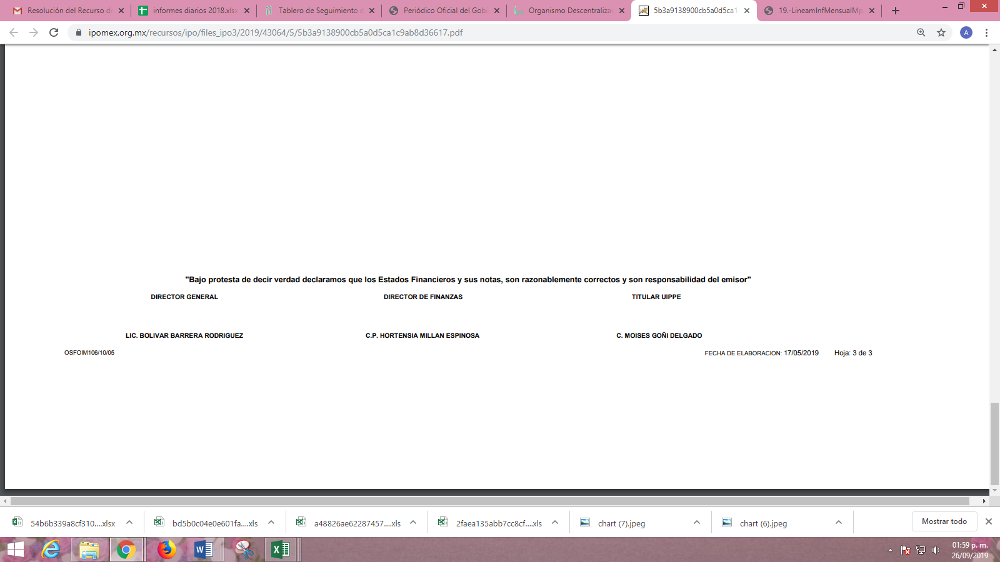 Resolución del Recurso de
informes diarios 2018.xlsx
Tablero de Seguimiento d
Periódico Oficial del Gobi
Organismo Descentralizad
5b3a9138900cb5a0d5ca1
19.-LineamInfMensualMp
ipomex.org.mx/recursos/ipo/files_ipo3/2019/43064/5/5b3a9138900cb5a0d5ca1c9ab8d36617.pdf
A
"Bajo protesta de decir verdad declaramos que los Estados Financieros y sus notas, son razonablemente correctos y son responsabilidad del emisor"
DIRECTOR GENERAL DIRECTOR DE FINANZAS TITULAR UIPPE
LIC. BOLIVAR BARRERA RODRIGUEZ C.P. HORTENSIA MILLAN ESPINOSA C. MOISES GOÑI DELGADO
OSFOIM106/10/05 FECHA DE ELABORACION: 17/05/2019 Hoja: 3 de 3
54b6b339a8cf310....xlsx
bd5b0c04e0e601fa....xls
a48826ae62287457....xls
2faea135abb7cc8cf....xls
chart (7).jpeg
chart (6).jpeg
Mostrar todo
01:59 p. m.
26/09/2019